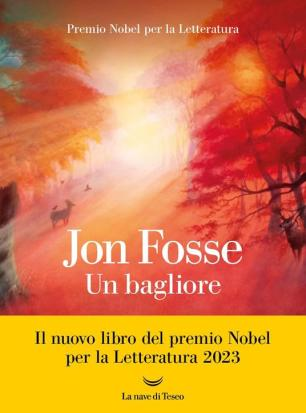 Premio Nobel per la Letteratura
Jon Fosse
Un bagliore
Il nuovo libro del premio Nobel
per la Letteratura 2023
La nave di Teseo